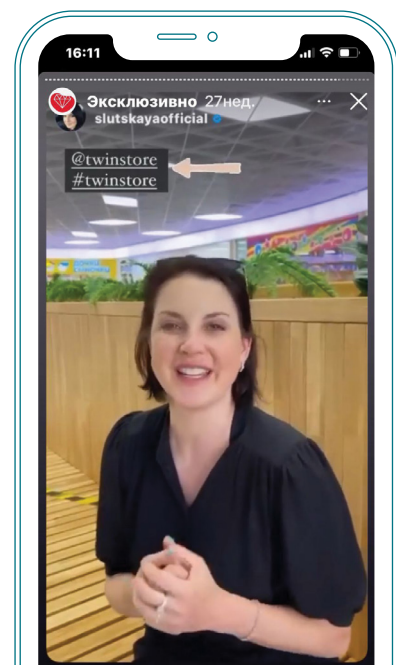 16:11
Эксклюзивно 27нед.
slutskayaofficial
@twinstore
#twinstore